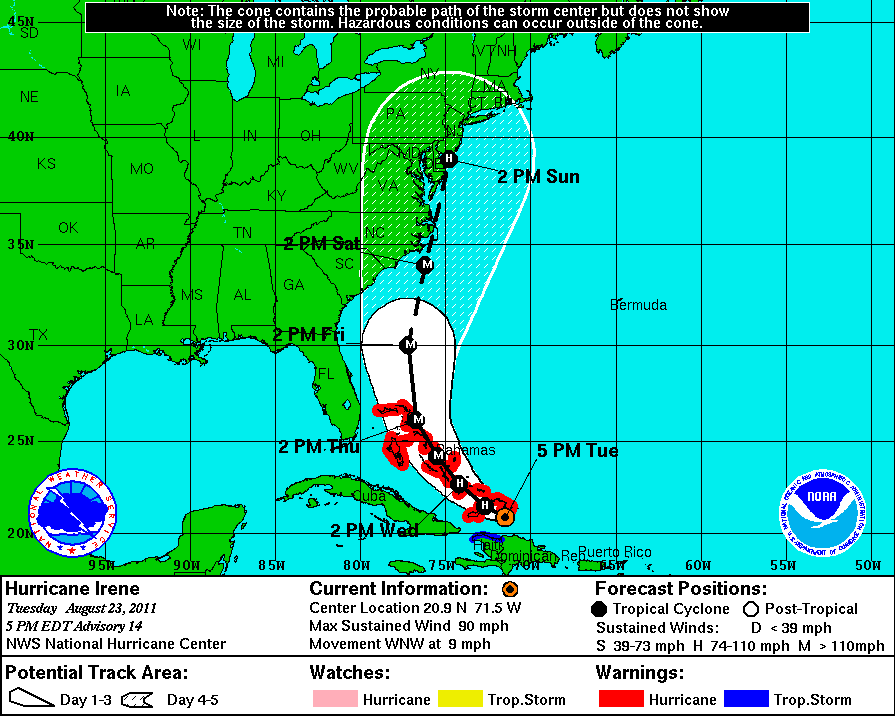 Note: The cone contains the probable path of the storm center but does not show
the size of the storm. Hazardous conditions can occur outside of the cone.
45N
SD
WI
MI
NY
VT
NH
MA
CT
RI
NE
IA
PA
40N
IL
IN
OH
NJ
MD
DE
KS
MO
WV
VA
2 PM Sun
KY
OK
AR
TN
NC
2 PM Sat
35N
SC
MS
AL
GA
Bermuda
LA
TX
2 PM Fri
30N
FL
25N
2 PM Thu
Bahamas
5 PM Tue
Cuba
2 PM Wed
20N
Haiti
Dominican Rep
Puerto Rico
NATIONAL WEATHER SERVICE
NOAA
95W 90W 85W 80W 75W 70W 65W 60W 55W 50W
Hurricane Irene
Tuesday August 23, 2011
5 PM EDT Advisory 14
NWS National Hurricane Center
Current Information:
Center Location 20.9 N 71.5 W
Max Sustained Wind 90 mph
Movement WNW at 9 mph
Forecast Positions:
Tropical Cyclone Post-Tropical
Sustained Winds: D < 39 mph
S 39-73 mph H 74-110 mph M > 110mph
Potential Track Area:
Day 1-3 Day 4-5
Watches:
Hurricane Trop.Storm
Warnings:
Hurricane Trop.Storm